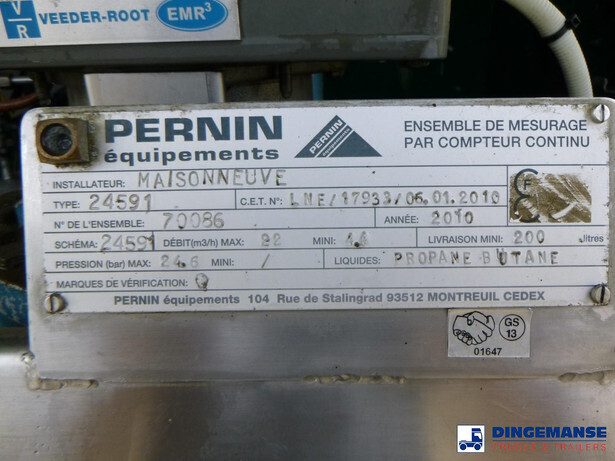 V/R VEEDER-ROOT EMR³
PERNIN équipements
PERNIN
ENSEMBLE DE MESURAGE
PAR COMPTEUR CONTINU
INSTALLATEUR: MAISONNEUVE
TYPE: 24591 C.E.T. N°: LNE/17933/06.01.2010
N° DE L'ENSEMBLE: 70086 ANNÉE: 2010
SCHÉMA: 24591 DÉBIT(m3/h) MAX: MINI: LIVRAISON MINI: 200 litres
PRESSION (bar) MAX: 24.6 MINI: / LIQUIDES: PROPANE BUTANE
MARQUES DE VÉRIFICATION:
PERNIN équipements 104 Rue de Stalingrad 93512 MONTREUIL CEDEX
GS
13
01647
DINGEMANSE
TRUCKS & TRAILERS